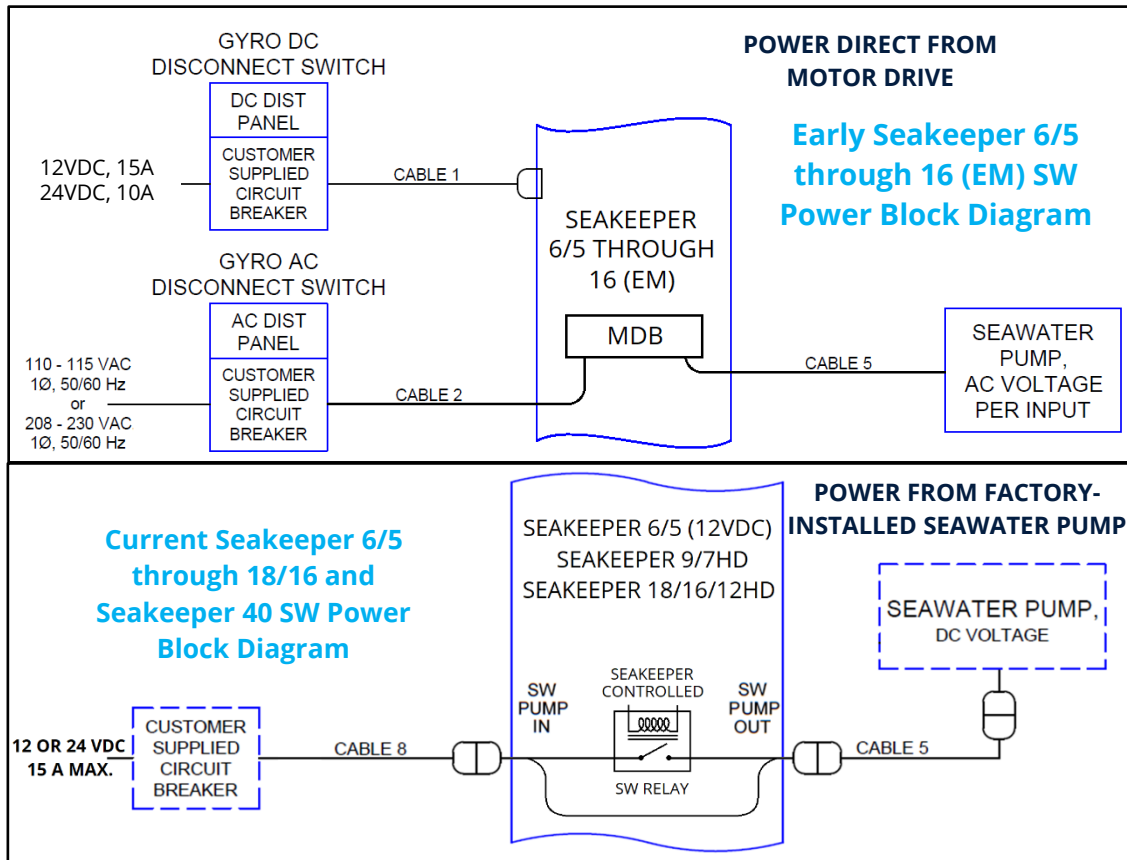 GYRO DC
DISCONNECT SWITCH
DC DIST
PANEL
CUSTOMER
SUPPLIED
CIRCUIT
BREAKER
12VDC, 15A
24VDC, 10A
CABLE 1
POWER DIRECT FROM
MOTOR DRIVE
Early Seakeeper 6/5
through 16 (EM) SW
Power Block Diagram
SEAKEEPER
6/5 THROUGH
16 (EM)
MDB
GYRO AC
DISCONNECT SWITCH
AC DIST
PANEL
CUSTOMER
SUPPLIED
CIRCUIT
BREAKER
110 - 115 VAC
1Ø, 50/60 Hz
or
208 - 230 VAC
1Ø, 50/60 Hz
CABLE 2
CABLE 5
SEAWATER
PUMP,
AC VOLTAGE
PER INPUT
POWER FROM FACTORY-
INSTALLED SEAWATER PUMP
Current Seakeeper 6/5
through 18/16 and
Seakeeper 40 SW Power
Block Diagram
SEAKEEPER 6/5 (12VDC)
SEAKEEPER 9/7HD
SEAKEEPER 18/16/12HD
SEAWATER PUMP,
DC VOLTAGE
12 OR 24 VDC
15 A MAX.
CUSTOMER
SUPPLIED
CIRCUIT
BREAKER
CABLE 8
SW
PUMP
IN
SEAKEEPER
CONTROLLED
SW RELAY
SW
PUMP
OUT
CABLE 5